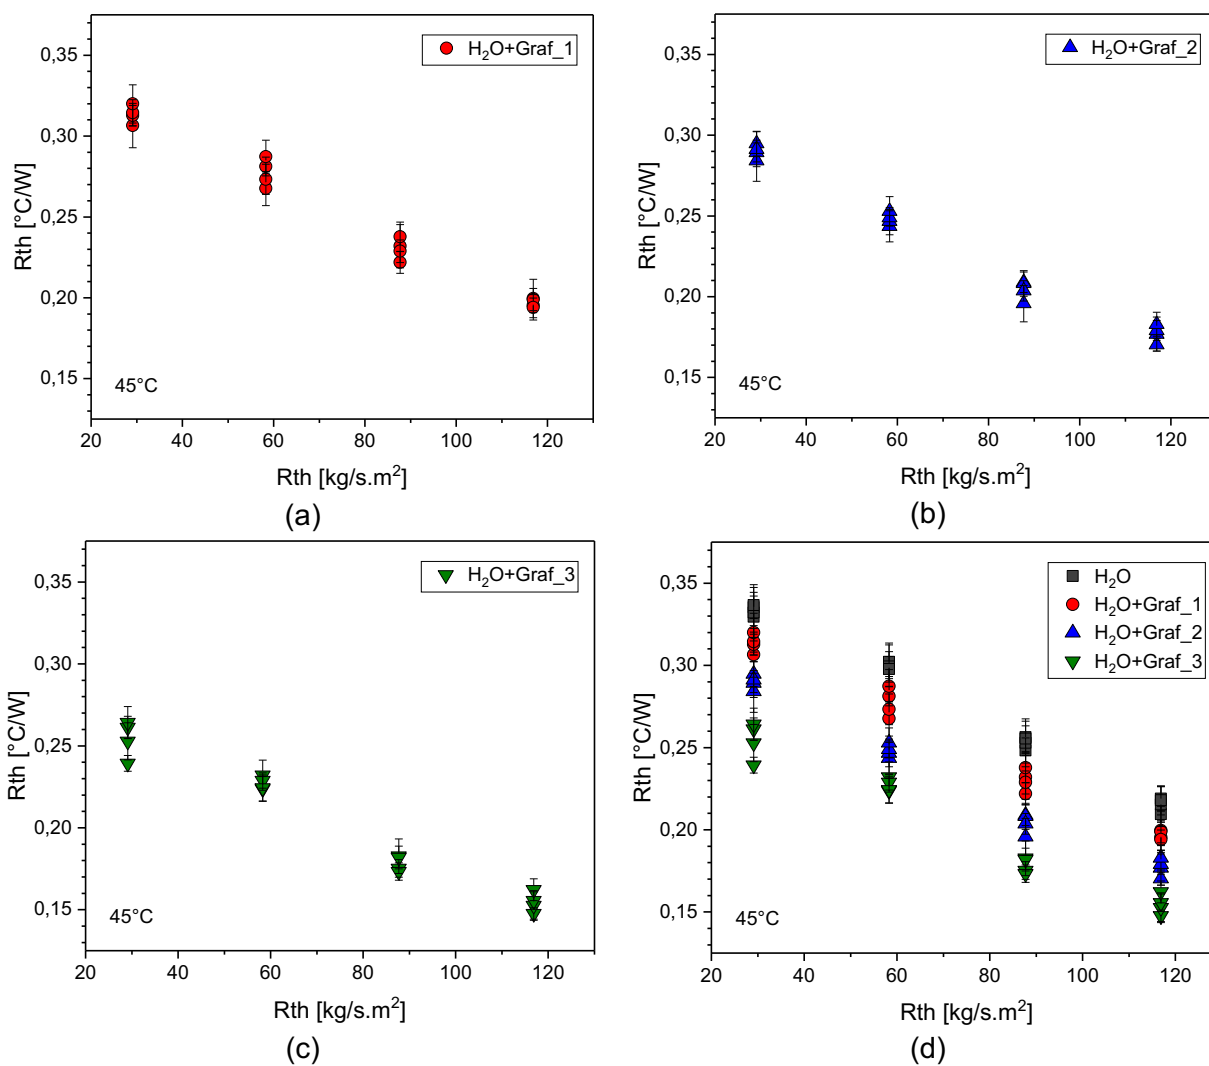 H₂O+Graf_1
0,35
0,30
0,25
0,20
0,15
Rth [°C/W]
45°C
20 40 60 80 100 120
Rth [kg/s.m²]
(a)
H₂O+Graf_2
0,35
0,30
0,25
0,20
0,15
Rth [°C/W]
45°C
20 40 60 80 100 120
Rth [kg/s.m²]
(b)
H₂O+Graf_3
0,35
0,30
0,25
0,20
0,15
Rth [°C/W]
45°C
20 40 60 80 100 120
Rth [kg/s.m²]
(c)
H₂O
H₂O+Graf_1
H₂O+Graf_2
H₂O+Graf_3
0,35
0,30
0,25
0,20
0,15
Rth [°C/W]
45°C
20 40 60 80 100 120
Rth [kg/s.m²]
(d)